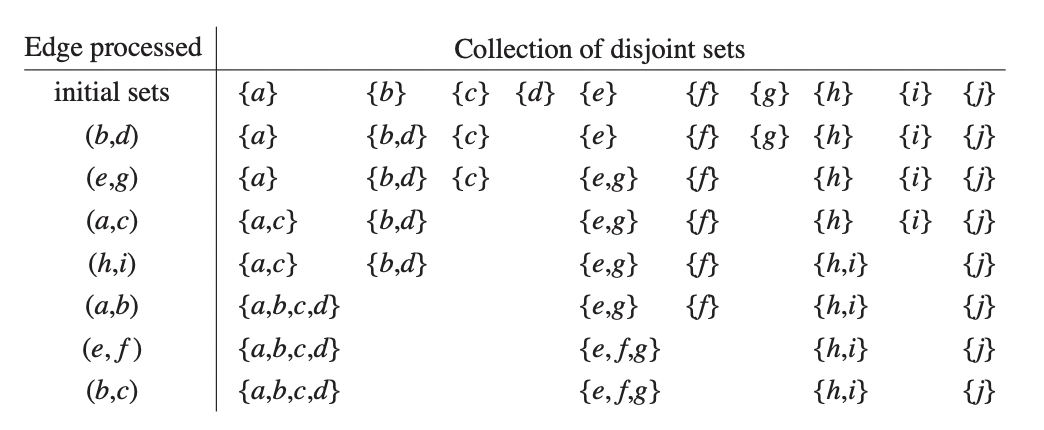 Edge processed Collection of disjoint sets
initial sets {a} {b} {c} {d} {e} {f} {g} {h} {i} {j}
(b,d) {a} {b,d} {c} {e} {f} {g} {h} {i} {j}
(e,g) {a} {b,d} {c} {e,g} {f} {h} {i} {j}
(a,c) {a,c} {b,d} {e,g} {f} {h} {i} {j}
(h,i) {a,c} {b,d} {e,g} {f} {h,i} {j}
(a,b) {a,b,c,d} {e,g} {f} {h,i} {j}
(e, f) {a,b,c,d} {e, f,g} {h,i} {j}
(b,c) {a,b,c,d} {e, f,g} {h,i} {j}